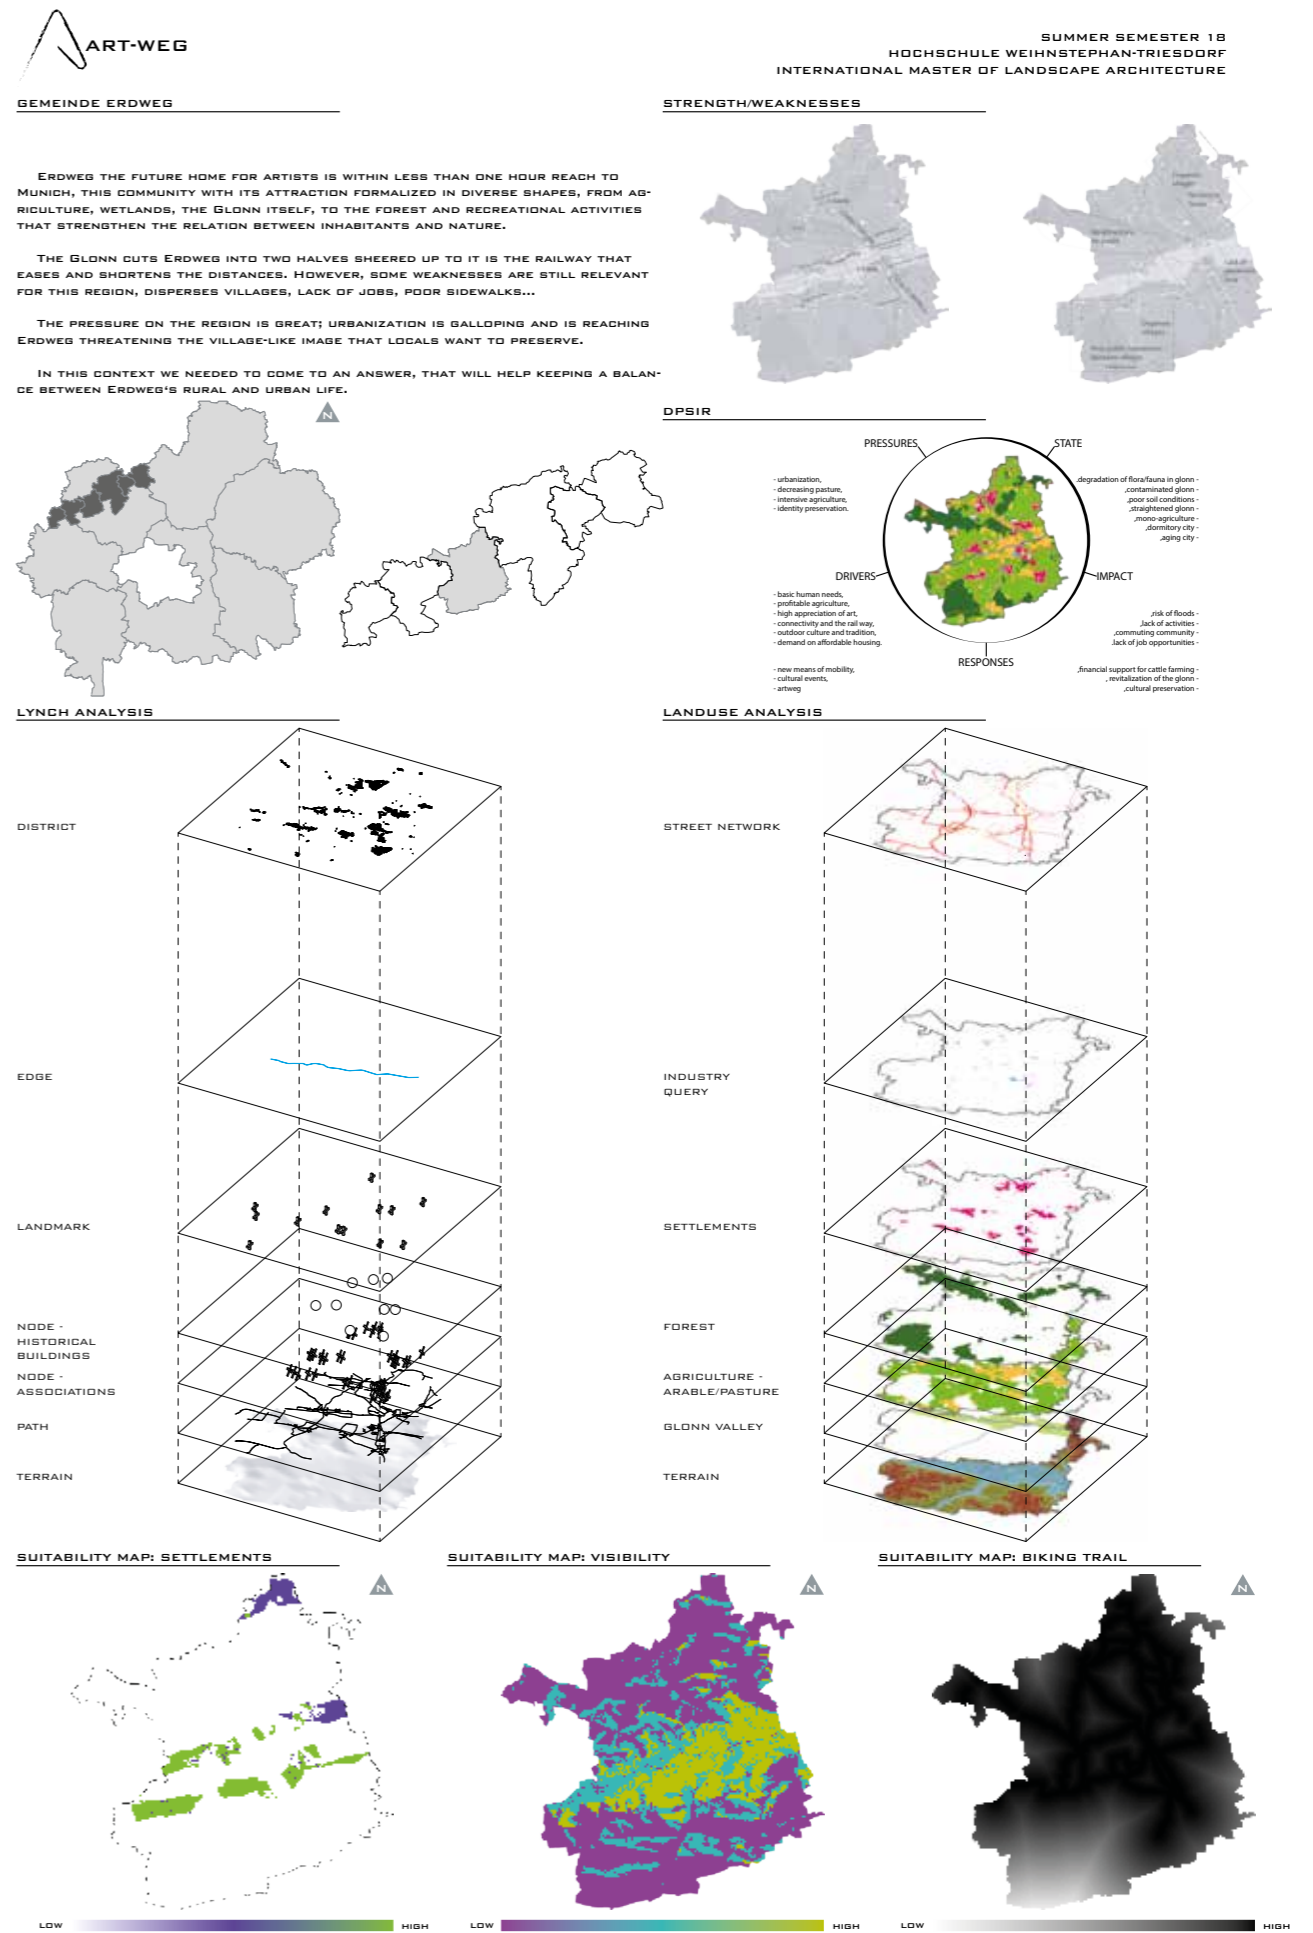 ART-WEG
SUMMER SEMESTER 18
HOCHSCHULE WEIHNSTEPHAN-TRIESDORF
INTERNATIONAL MASTER OF LANDSCAPE ARCHITECTURE
GEMEINDE ERDWEG
ERDWEG THE FUTURE HOME FOR ARTISTS IS WITHIN LESS THAN ONE HOUR REACH TO
MUNICH, THIS COMMUNITY WITH ITS ATTRACTION FORMALIZED IN DIVERSE SHAPES, FROM AG-
RICULTURE, WETLANDS, THE GLONN ITSELF, TO THE FOREST AND RECREATIONAL ACTIVITIES
THAT STRENGTHEN THE RELATION BETWEEN INHABITANTS AND NATURE.
THE GLONN CUTS ERDWEG INTO TWO HALVES SHEERED UP TO IT IS THE RAILWAY THAT
EASES AND SHORTENS THE DISTANCES. HOWEVER, SOME WEAKNESSES ARE STILL RELEVANT
FOR THIS REGION, DISPERSES VILLAGES, LACK OF JOBS, POOR SIDEWALKS...
THE PRESSURE ON THE REGION IS GREAT; URBANIZATION IS GALLOPING AND IS REACHING
ERDWEG THREATENING THE VILLAGE-LIKE IMAGE THAT LOCALS WANT TO PRESERVE.
IN THIS CONTEXT WE NEEDED TO COME TO AN ANSWER, THAT WILL HELP KEEPING A BALAN-
CE BETWEEN ERDWEG'S RURAL AND URBAN LIFE.
N
STRENGTH/WEAKNESSES
DPSIR
PRESSURES
- urbanization,
- decreasing pasture,
- intensive agriculture,
- identity preservation.
STATE
,degradation of flora/fauna in glonn -
,contaminated glonn -
,poor soil conditions -
,straightened glonn -
,mono-agriculture -
,dormitory city -
,aging city -
DRIVERS
- basic human needs,
- profitable agriculture,
- high appreciation of art,
- connectivity and the rail way,
- outdoor culture and tradition,
- demand on affordable housing.
IMPACT
,risk of floods -
,lack of activities -
,commuting community -
.lack of job opportunities -
RESPONSES
- new means of mobility,
- cultural events,
- artweg
,financial support for cattle farming -
, revitalization of the glonn -
,cultural preservation -
LYNCH ANALYSIS
DISTRICT
EDGE
LANDMARK
NODE -
HISTORICAL
BUILDINGS
NODE -
ASSOCIATIONS
PATH
TERRAIN
LANDUSE ANALYSIS
STREET NETWORK
INDUSTRY
QUERY
SETTLEMENTS
FOREST
AGRICULTURE -
ARABLE/PASTURE
GLONN VALLEY
TERRAIN
SUITABILITY MAP: SETTLEMENTS
N
LOW
HIGH
SUITABILITY MAP: VISIBILITY
N
LOW
HIGH
SUITABILITY MAP: BIKING TRAIL
N
LOW
HIGH